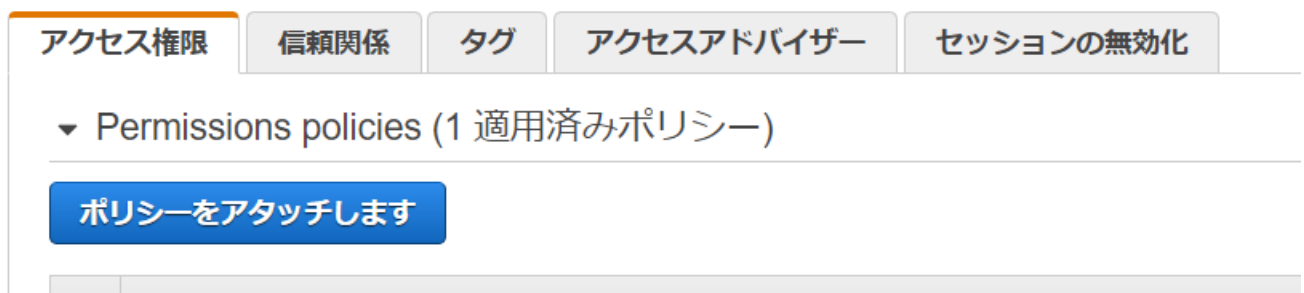 アクセス権限 信頼関係 タグ アクセスアドバイザー セッションの無効化
Permissions policies (1 適用済みポリシー)
ポリシーをアタッチします